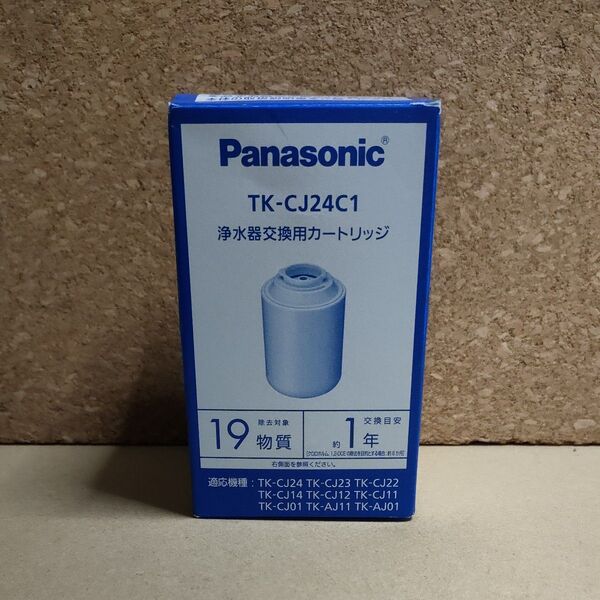 Panasonic®
TK-CJ24C1
浄水器交換用カートリッジ
除去対象
19物質
交換目安
約1年
右側面を参照ください。
適応機種：TK-CJ24 TK-CJ23 TK-CJ22
TK-CJ14 TK-CJ12 TK-CJ11
TK-CJ01 TK-AJ11 TK-AJ01